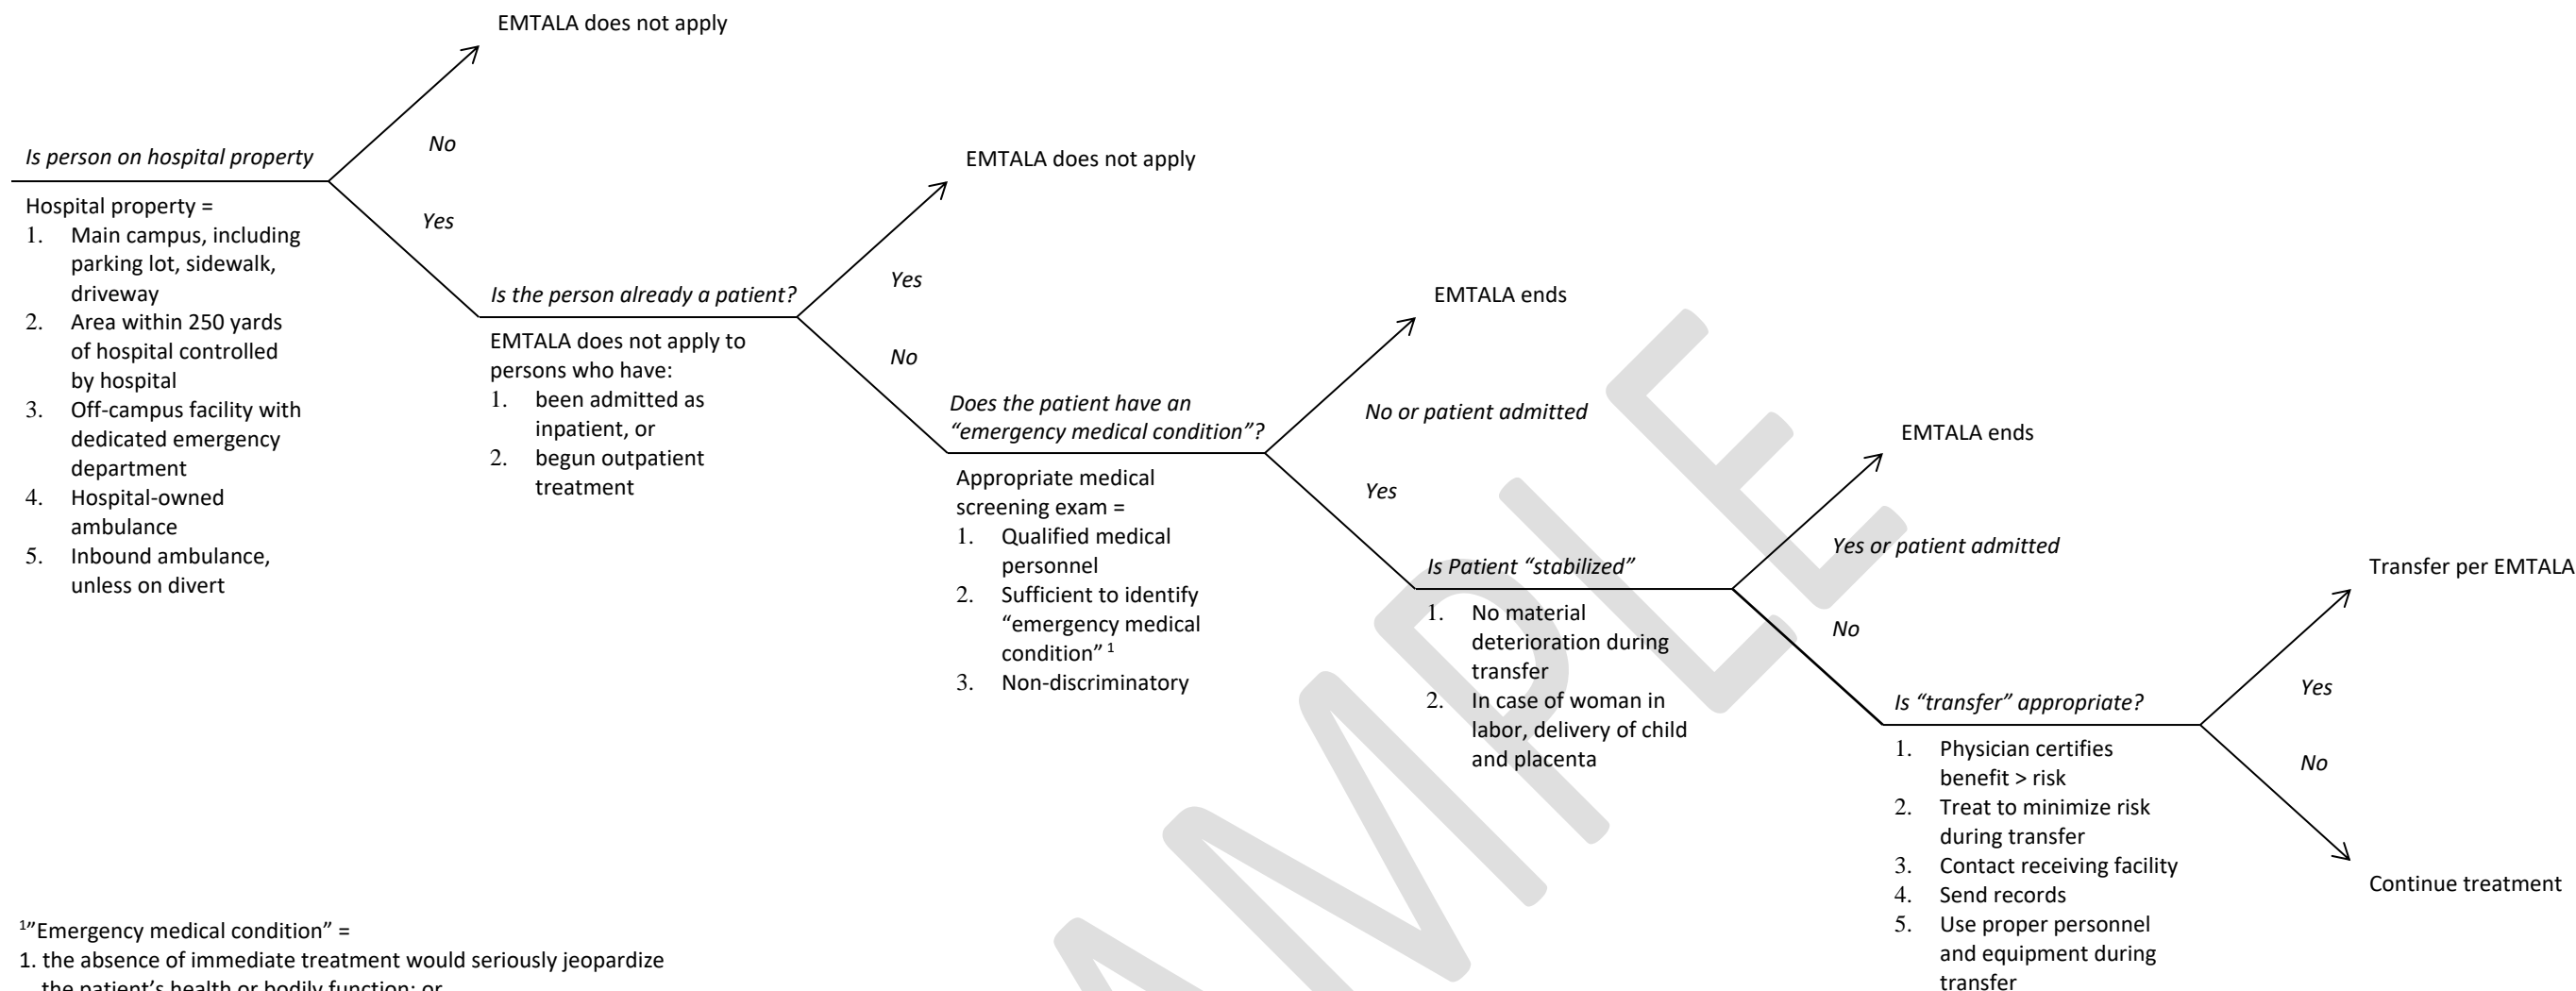 EMTALA does not apply
No
Is person on hospital property
Yes
Hospital property =
1. Main campus, including
parking lot, sidewalk,
driveway
2. Area within 250 yards
of hospital controlled
by hospital
3. Off-campus facility with
dedicated emergency
department
4. Hospital-owned
ambulance
5. Inbound ambulance,
unless on divert
EMTALA does not apply
Yes
Is the person already a patient?
No
EMTALA does not apply to
persons who have:
1. been admitted as
inpatient, or
2. begun outpatient
treatment
EMTALA ends
No or patient admitted
Does the patient have an
“emergency medical condition”?
Yes
Appropriate medical
screening exam =
1. Qualified medical
personnel
2. Sufficient to identify
“emergency medical
condition” 1
3. Non-discriminatory
EMTALA ends
Yes or patient admitted
Is Patient “stabilized”
No
1. No material
deterioration during
transfer
2. In case of woman in
labor, delivery of child
and placenta
Transfer per EMTALA
Yes
Is “transfer” appropriate?
No
Continue treatment
1. Physician certifies
benefit > risk
2. Treat to minimize risk
during transfer
3. Contact receiving facility
4. Send records
5. Use proper personnel
and equipment during
transfer
1”Emergency medical condition” =
1. the absence of immediate treatment would seriously jeopardize
the patient’s health or bodily function; or
AMPLE